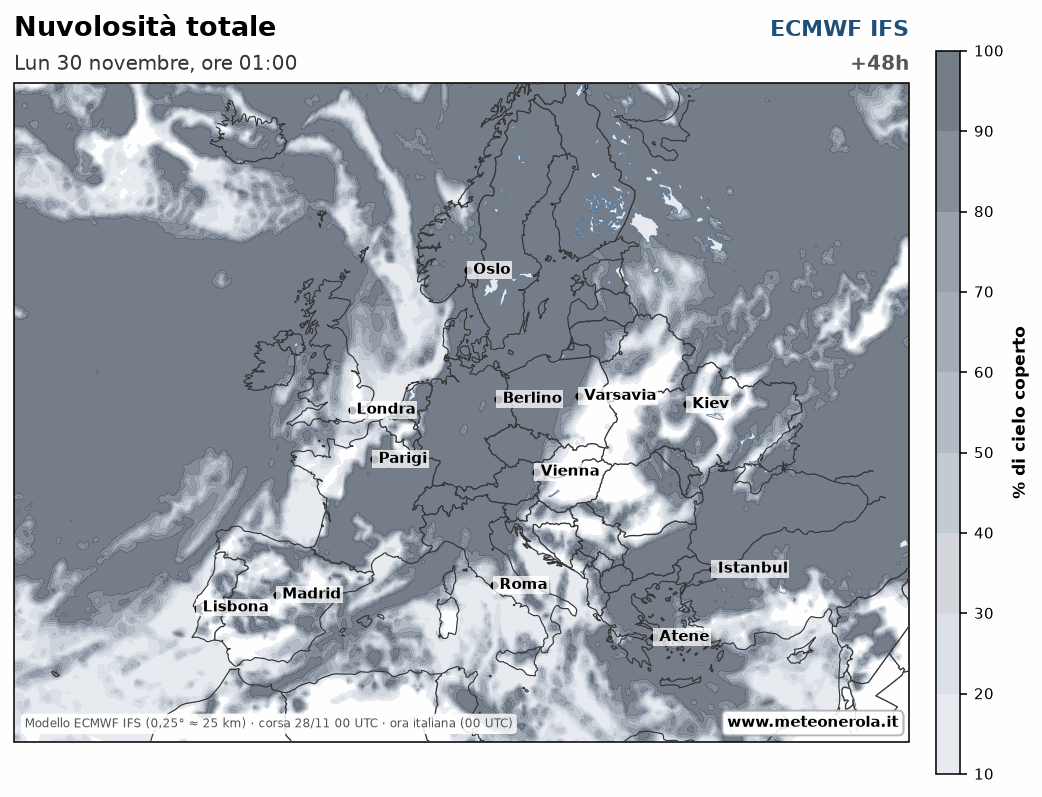 Nuvolosità totale
ECMWF IFS
Lun 30 novembre, ore 01:00
+48h
100
90
80
70
60
50
40
30
20
10
% di cielo coperto
Oslo
Londra
Berlino
Varsavia
Kiev
Parigi
Vienna
Istanbul
Roma
Madrid
Lisbona
Atene
Modello ECMWF IFS (0,25° ≈ 25 km) · corsa 28/11 00 UTC · ora italiana (00 UTC)
www.meteonerola.it